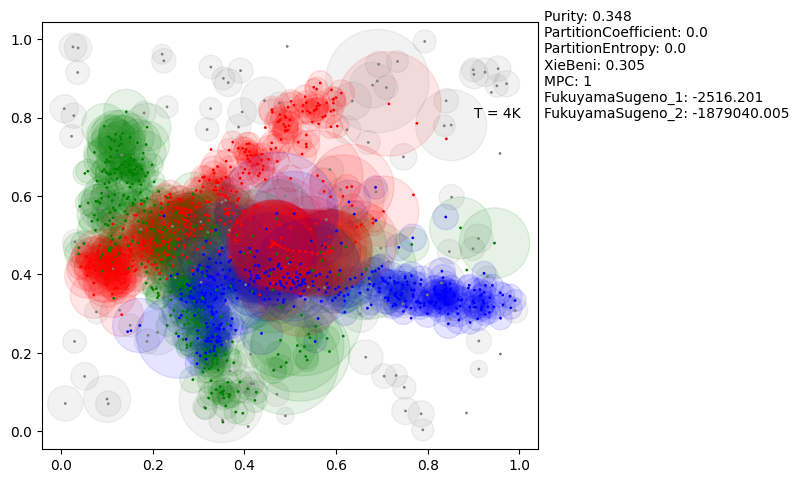 Purity: 0.348
PartitionCoefficient: 0.0
PartitionEntropy: 0.0
XieBeni: 0.305
MPC: 1
FukuyamaSugeno_1: -2516.201
FukuyamaSugeno_2: -1879040.005
T = 4K
1.0
0.8
0.6
0.4
0.2
0.0
0.0 0.2 0.4 0.6 0.8 1.0